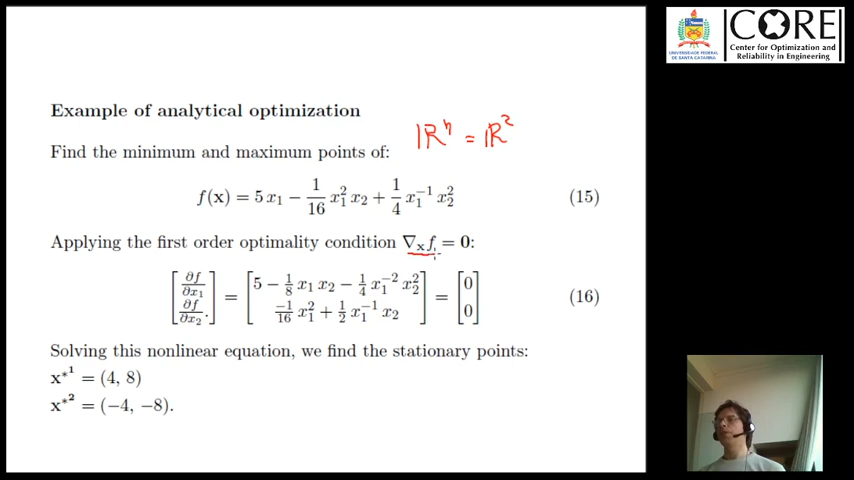 CORE
Center for Optimization and
Reliability in Engineering
UNIVERSIDADE FEDERAL
DE SANTA CATARINA
Example of analytical optimization
ℝⁿ = ℝ²
Find the minimum and maximum points of:
f(x) = 5 x₁ − 1/16 x₁² x₂ + 1/4 x₁⁻¹ x₂² (15)
Applying the first order optimality condition ∇ₓf = 0:
[∂f/∂x₁ ; ∂f/∂x₂] = [5 − 1/8 x₁ x₂ − 1/4 x₁⁻² x₂² ; −1/16 x₁² + 1/2 x₁⁻¹ x₂] = [0 ; 0] (16)
Solving this nonlinear equation, we find the stationary points:
x*¹ = (4, 8)
x*² = (−4, −8).